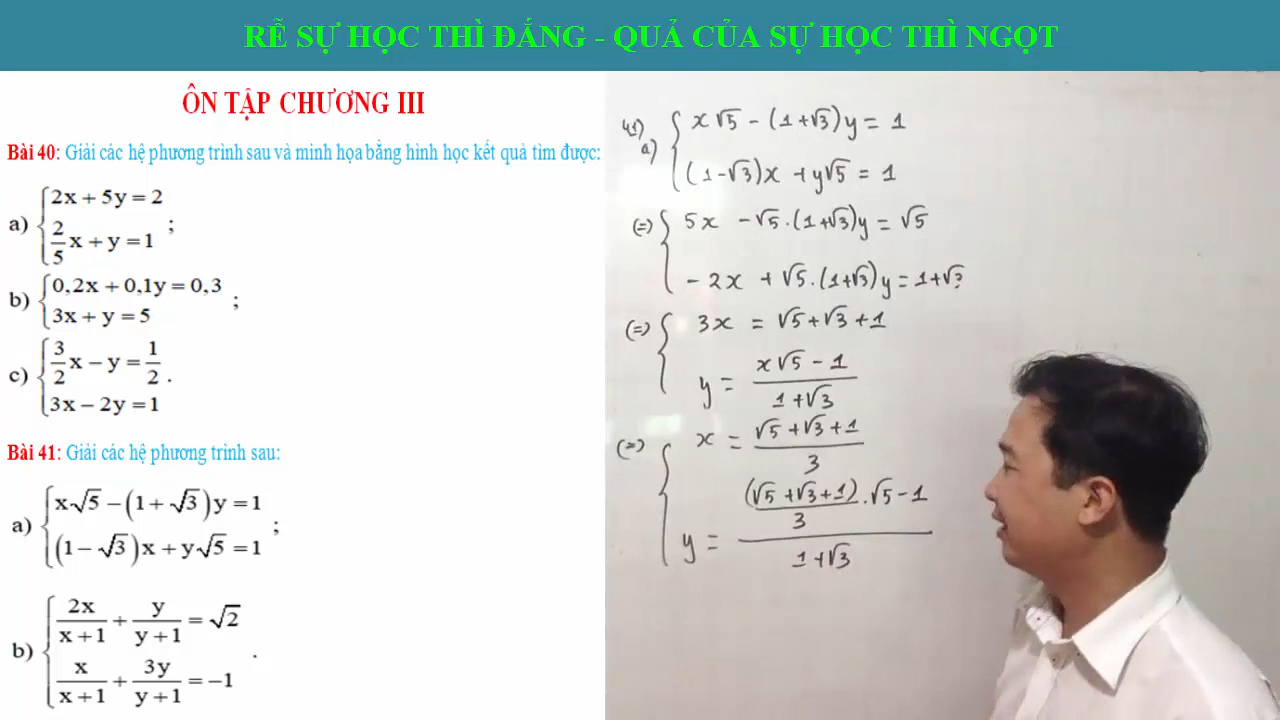 RỄ SỰ HỌC THÌ ĐẮNG - QUẢ CỦA SỰ HỌC THÌ NGỌT
ÔN TẬP CHƯƠNG III
Bài 40: Giải các hệ phương trình sau và minh họa bằng hình học kết quả tìm được:
a) { 2x + 5y = 2
2/5 x + y = 1 ;
b) { 0,2x + 0,1y = 0,3
3x + y = 5 ;
c) { 3/2 x − y = 1/2
3x − 2y = 1 .
Bài 41: Giải các hệ phương trình sau:
a) { x√5 − (1 + √3)y = 1
(1 − √3)x + y√5 = 1 ;
b) { 2x/(x+1) + y/(y+1) = √2
x/(x+1) + 3y/(y+1) = −1 .
41)
a) { x√5 − (1+√3)y = 1
(1−√3)x + y√5 = 1
(=) { 5x − √5.(1+√3)y = √5
−2x + √5.(1+√3)y = 1+√3
(=) { 3x = √5+√3+1
y = (x√5 − 1)/(1+√3)
(=) { x = (√5+√3+1)/3
y = ((√5+√3+1)/3 .√5−1)/(1+√3)